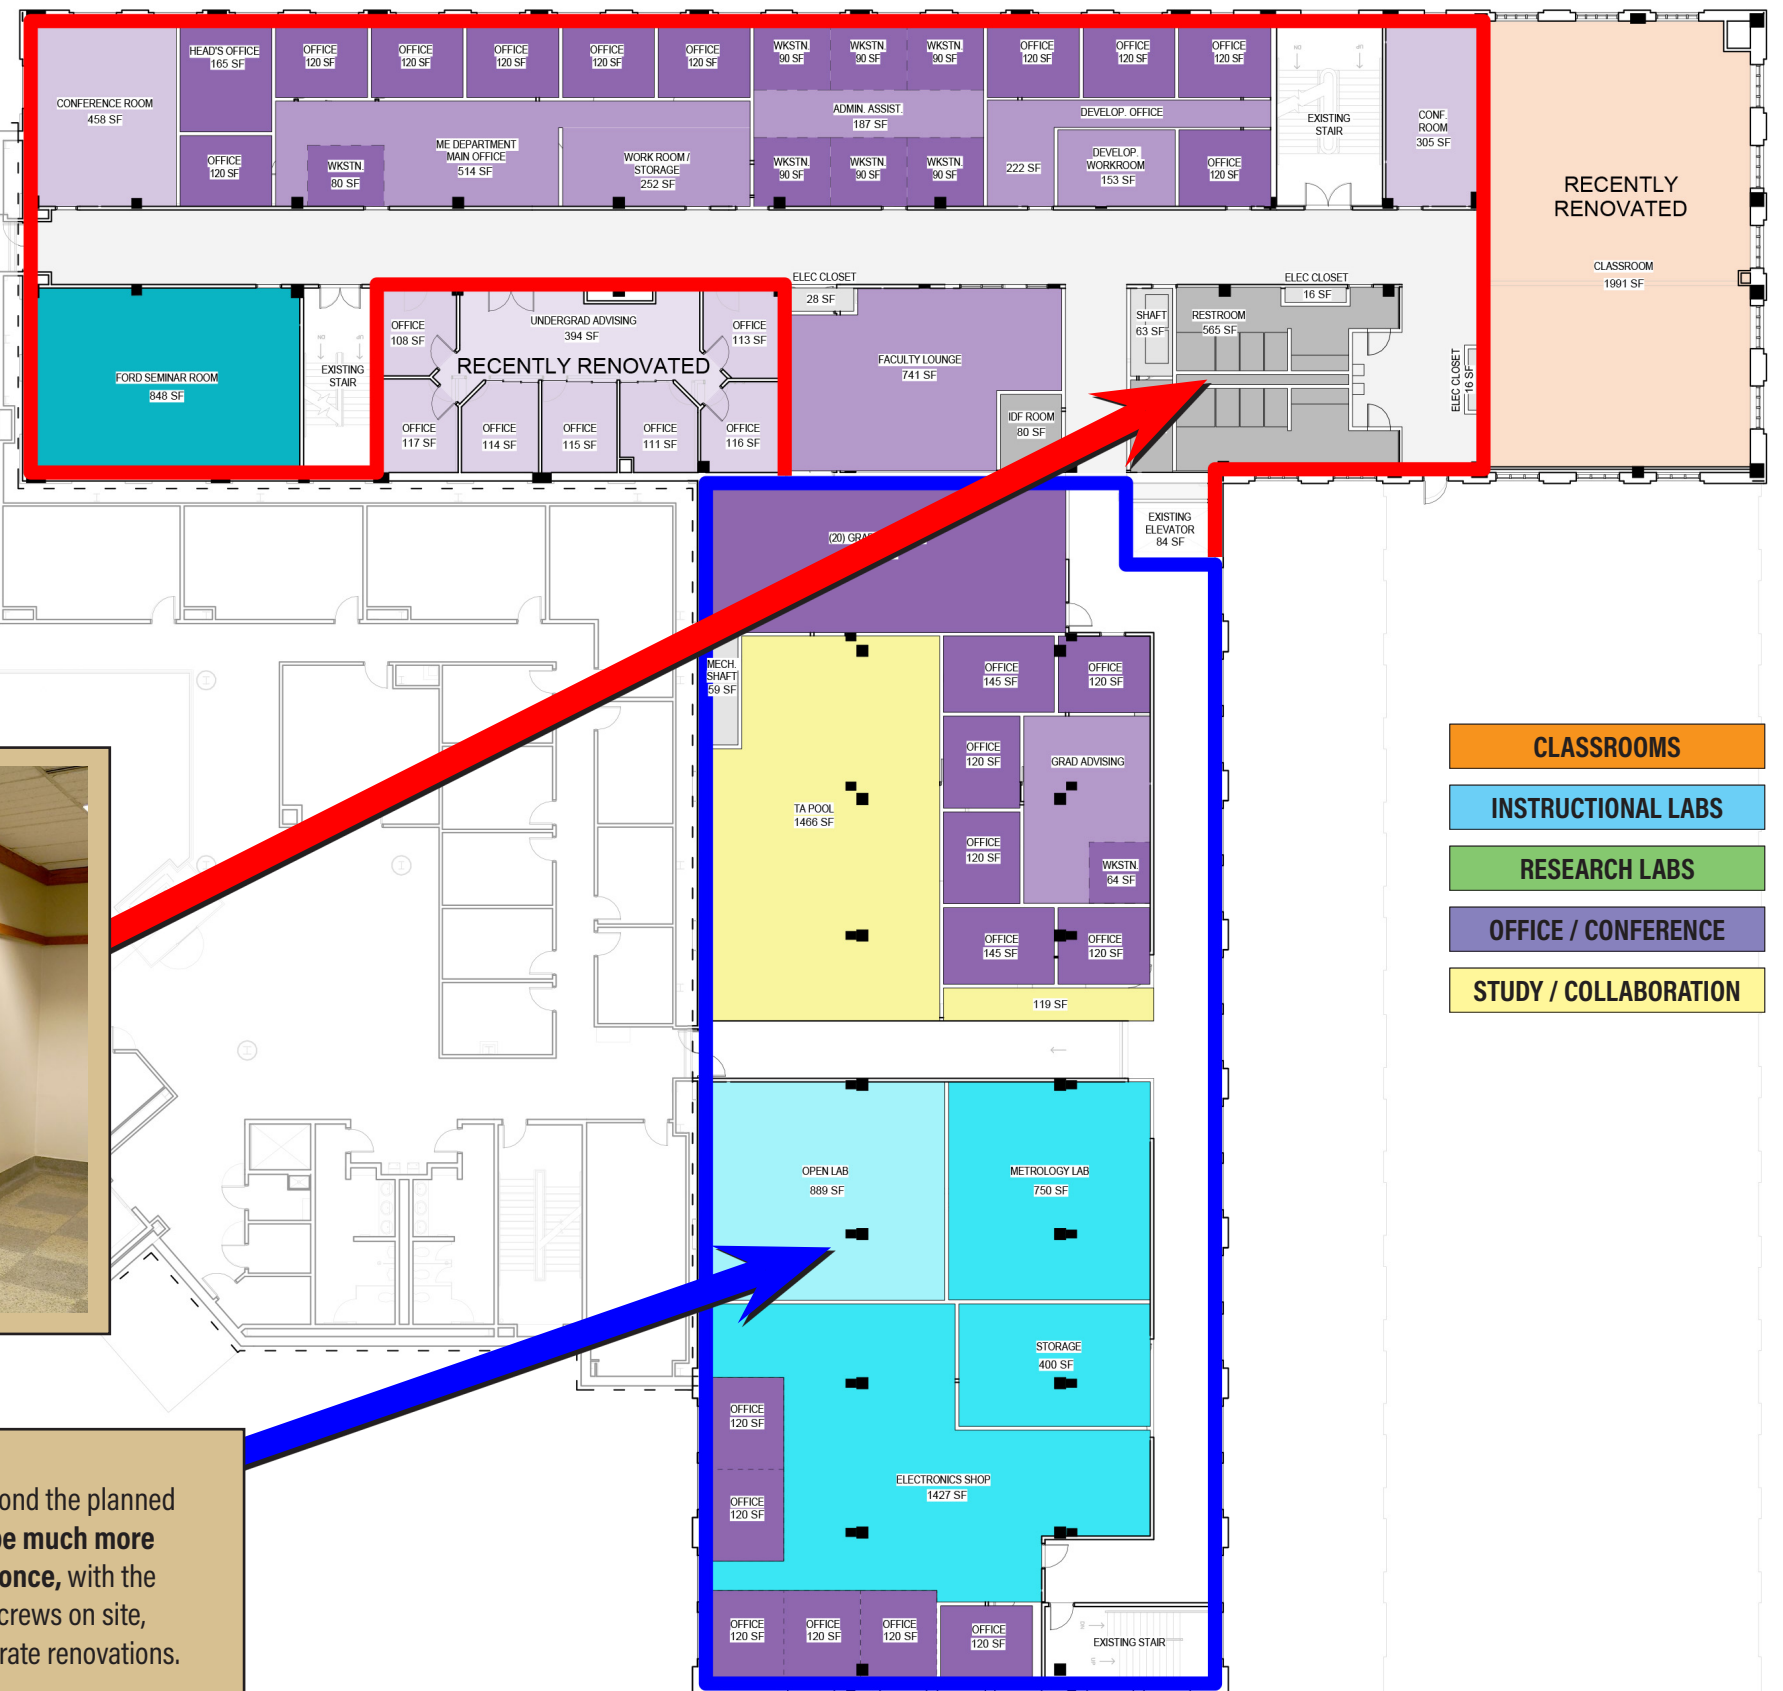 HEAD'S OFFICE
165 SF
OFFICE
120 SF
OFFICE
120 SF
OFFICE
120 SF
OFFICE
120 SF
OFFICE
120 SF
WKSTN.
90 SF
WKSTN.
90 SF
WKSTN.
90 SF
OFFICE
120 SF
OFFICE
120 SF
OFFICE
120 SF
CONFERENCE ROOM
458 SF
ADMIN. ASSIST.
187 SF
DEVELOP. OFFICE
222 SF
EXISTING
STAIR
CONF.
ROOM
305 SF
OFFICE
120 SF
WKSTN.
80 SF
ME DEPARTMENT
MAIN OFFICE
514 SF
WORK ROOM /
STORAGE
252 SF
WKSTN.
90 SF
WKSTN.
90 SF
WKSTN.
90 SF
DEVELOP.
WORKROOM
153 SF
OFFICE
120 SF
RECENTLY
RENOVATED
CLASSROOM
1991 SF
DN
UP
ELEC CLOSET
28 SF
ELEC CLOSET
16 SF
FORD SEMINAR ROOM
848 SF
EXISTING
STAIR
OFFICE
108 SF
UNDERGRAD ADVISING
394 SF
OFFICE
113 SF
RECENTLY RENOVATED
OFFICE
117 SF
OFFICE
114 SF
OFFICE
115 SF
OFFICE
111 SF
OFFICE
116 SF
FACULTY LOUNGE
741 SF
IDF ROOM
80 SF
SHAFT
63 SF
RESTROOM
565 SF
ELEC CLOSET
16 SF
EXISTING
ELEVATOR
84 SF
(20)
MECH.
SHAFT
59 SF
TA POOL
1466 SF
OFFICE
145 SF
OFFICE
120 SF
OFFICE
120 SF
GRAD ADVISING
OFFICE
120 SF
WKSTN.
64 SF
OFFICE
145 SF
OFFICE
120 SF
119 SF
CLASSROOMS
INSTRUCTIONAL LABS
RESEARCH LABS
OFFICE / CONFERENCE
STUDY / COLLABORATION
OPEN LAB
889 SF
METROLOGY LAB
750 SF
STORAGE
400 SF
OFFICE
120 SF
OFFICE
120 SF
ELECTRONICS SHOP
1427 SF
OFFICE
120 SF
OFFICE
120 SF
OFFICE
120 SF
OFFICE
120 SF
EXISTING STAIR
the planned
be much more
once, with the
crews on site,
renovations.